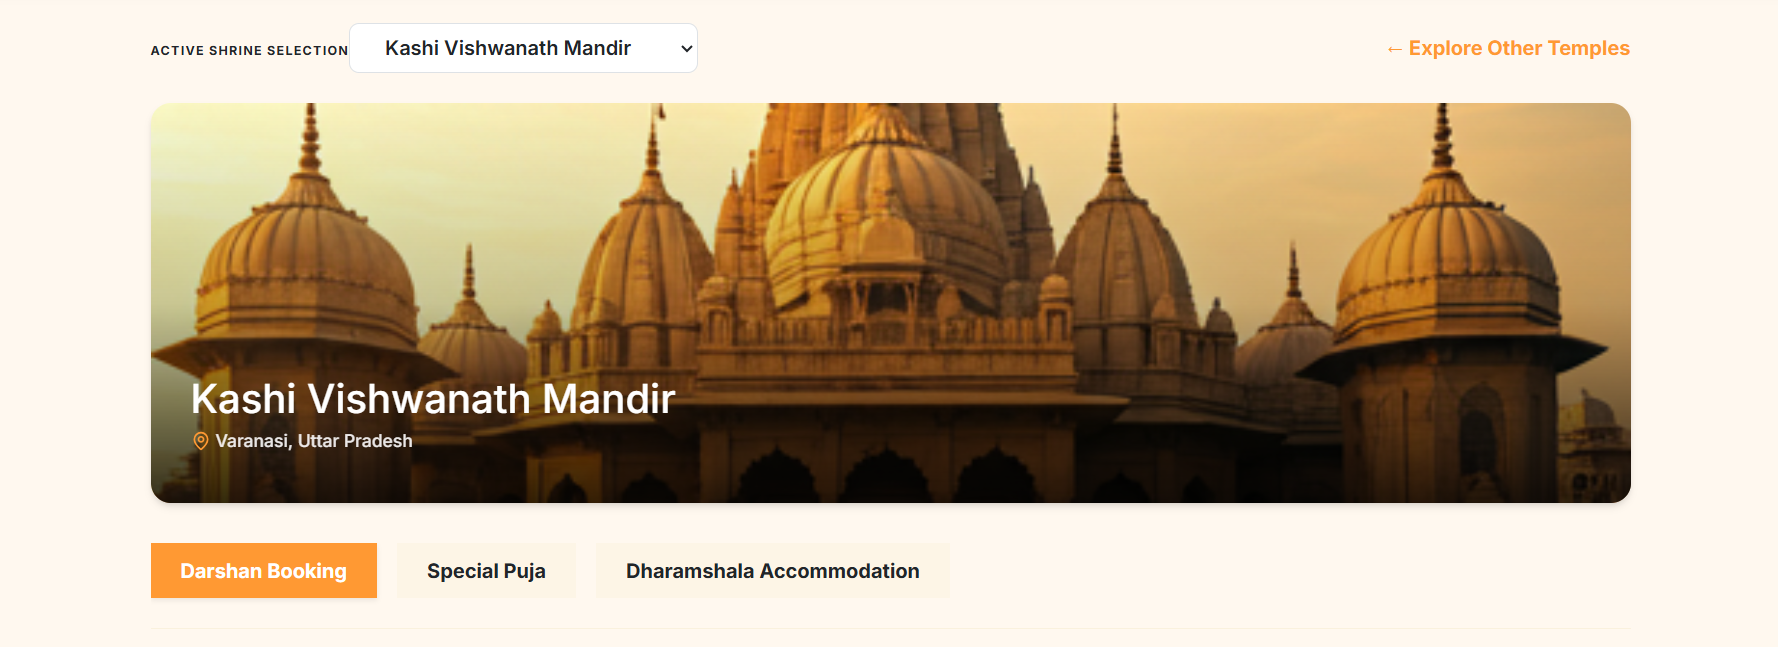 ACTIVE SHRINE SELECTION Kashi Vishwanath Mandir ← Explore Other Temples
Kashi Vishwanath Mandir
Varanasi, Uttar Pradesh
Darshan Booking Special Puja Dharamshala Accommodation